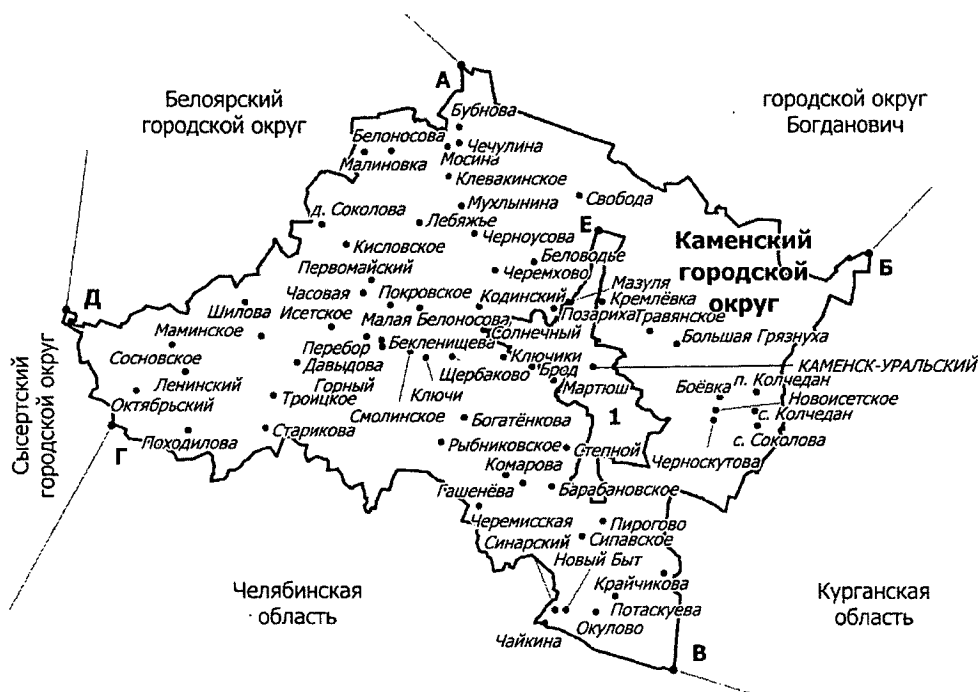 А
Белоярский
городской округ
городской округ
Богданович
Бубнова
Белоносова
Чечулина
Малиновка
Мосина
Клевакинское
Свобода
Мухлынина
д. Соколова
Лебяжье
Е
Черноусова
Каменский
городской
округ
Кисловское
Беловодье
Б
Первомайский
Черемхово
Мазуля
Часовая
Покровское
Кодинский
Кремлёвка
Д
Шилова
Исетское
Позариха
Травянское
Малая Белоносова
Солнечный
Маминское
Большая Грязнуха
Перебор
Бекленищева
Сосновское
Давыдова
Ключики
КАМЕНСК-УРАЛЬСКИЙ
Щербаково
Брод
Ленинский
Горный
Ключи
Мартюш
Боёвка
п. Колчедан
Октябрьский
Троицкое
Новоисетское
Смолинское
Богатёнкова
1
с. Колчедан
Сысертский
городской округ
Г
Походилова
Старикова
с. Соколова
Рыбниковское
Степной
Черноскутова
Комарова
Гашенёва
Барабановское
Черемисская
Пирогово
Синарский
Сипавское
Новый Быт
Челябинская
область
Крайчикова
Курганская
область
Потаскуева
Окулово
Чайкина
В